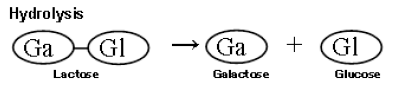 Hydrolysis
Ga Gl → Ga + Gl
Lactose Galactose Glucose